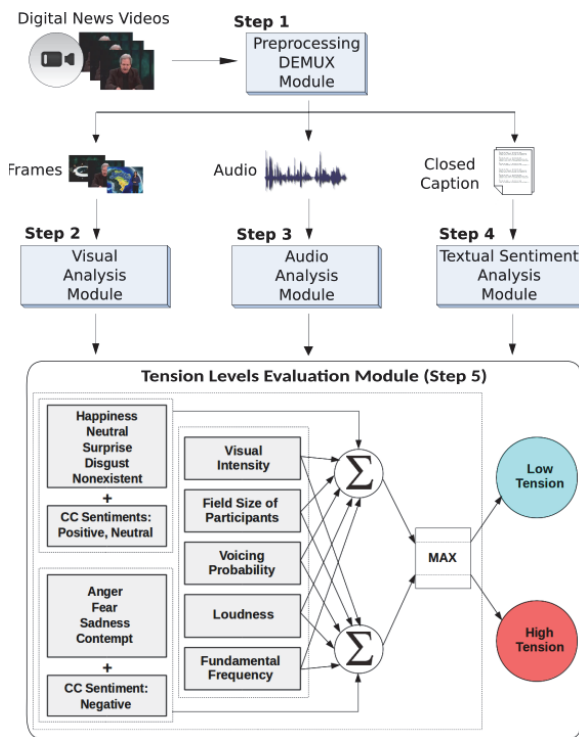 Digital News Videos
Step 1
Preprocessing
DEMUX
Module
Frames
Audio
Closed
Caption
Step 2
Visual
Analysis
Module
Step 3
Audio
Analysis
Module
Step 4
Textual Sentiment
Analysis
Module
Tension Levels Evaluation Module (Step 5)
Happiness
Neutral
Surprise
Disgust
Nonexistent
+
CC Sentiments:
Positive, Neutral
Anger
Fear
Sadness
Contempt
+
CC Sentiment:
Negative
Visual
Intensity
Field Size of
Participants
Voicing
Probability
Loudness
Fundamental
Frequency
Σ
Σ
MAX
Low
Tension
High
Tension